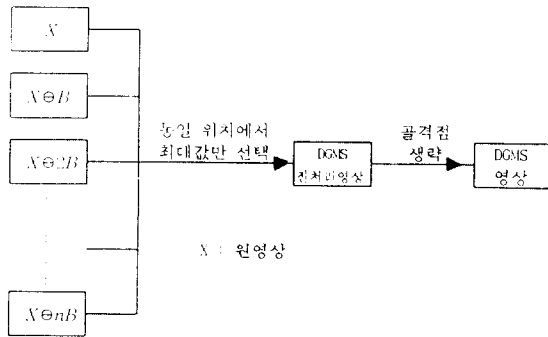 X
X⊖B
동일 위치에서
최대값만 선택
골격점
생략
X⊖2B
DGMS
전처리영상
DGMS
영상
X : 원영상
X⊖nB